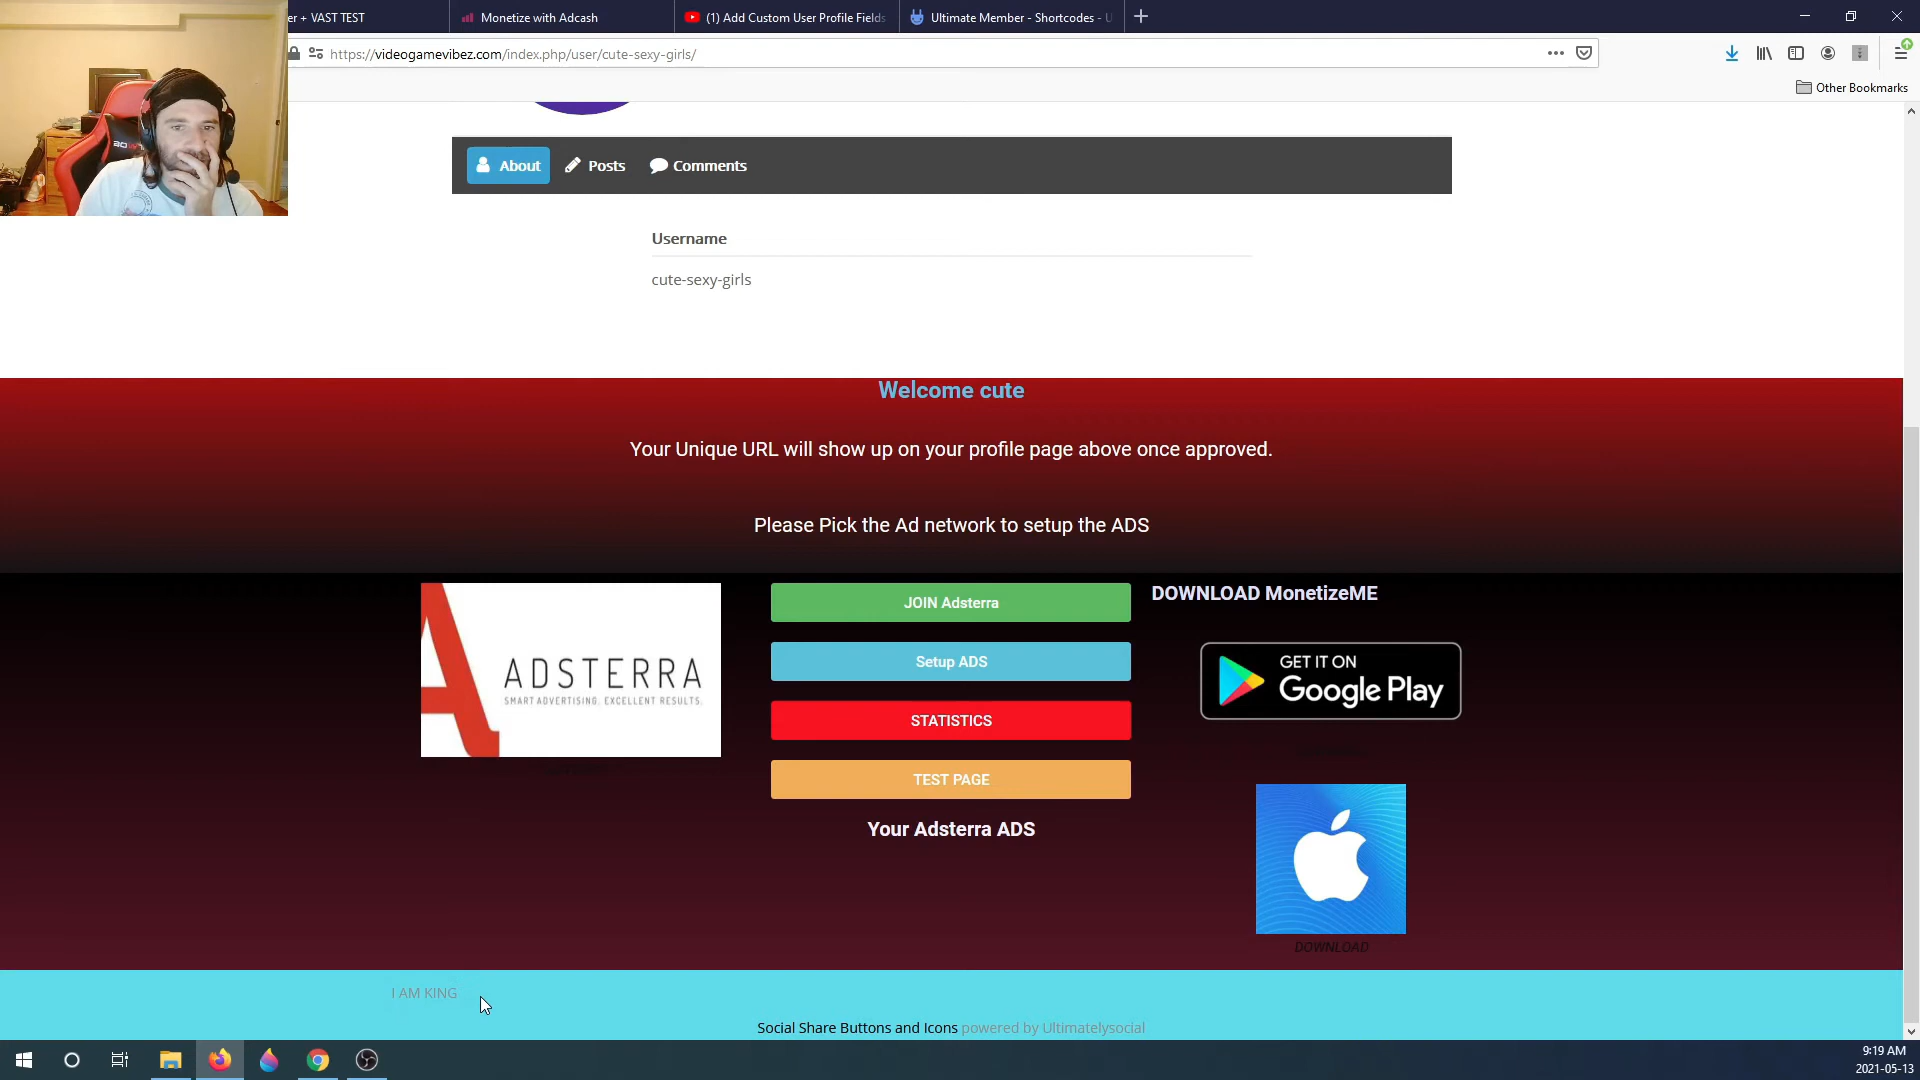 er + VAST TEST
Monetize with Adcash
(1) Add Custom User Profile Fields
Ultimate Member - Shortcodes - U
https://videogamevibez.com/index.php/user/cute-sexy-girls/
Other Bookmarks
About
Posts
Comments
Username
cute-sexy-girls
Welcome cute
Your Unique URL will show up on your profile page above once approved.
Please Pick the Ad network to setup the ADS
ADSTERRA
SMART ADVERTISING. EXCELLENT RESULTS.
JOIN Adsterra
Setup ADS
STATISTICS
TEST PAGE
Your Adsterra ADS
DOWNLOAD MonetizeME
GET IT ON
Google Play
DOWNLOAD
I AM KING
Social Share Buttons and Icons powered by Ultimatelysocial
9:19 AM
2021-05-13